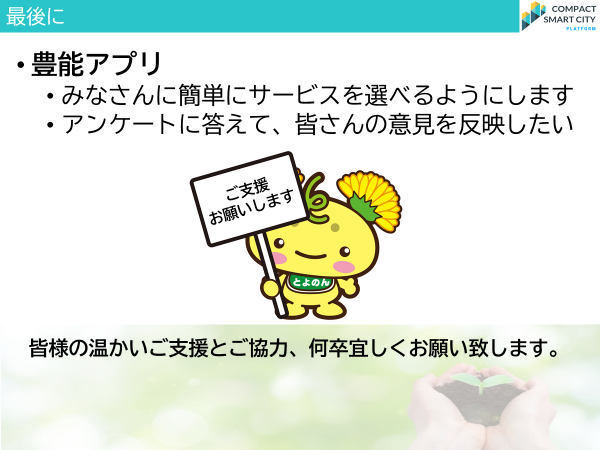 最後に
COMPACT
SMART CITY
PLATFORM
• 豊能アプリ
• みなさんに簡単にサービスを選べるようにします
• アンケートに答えて、皆さんの意見を反映したい
ご支援
お願いします
とよのん
皆様の温かいご支援とご協力、何卒宜しくお願い致します。